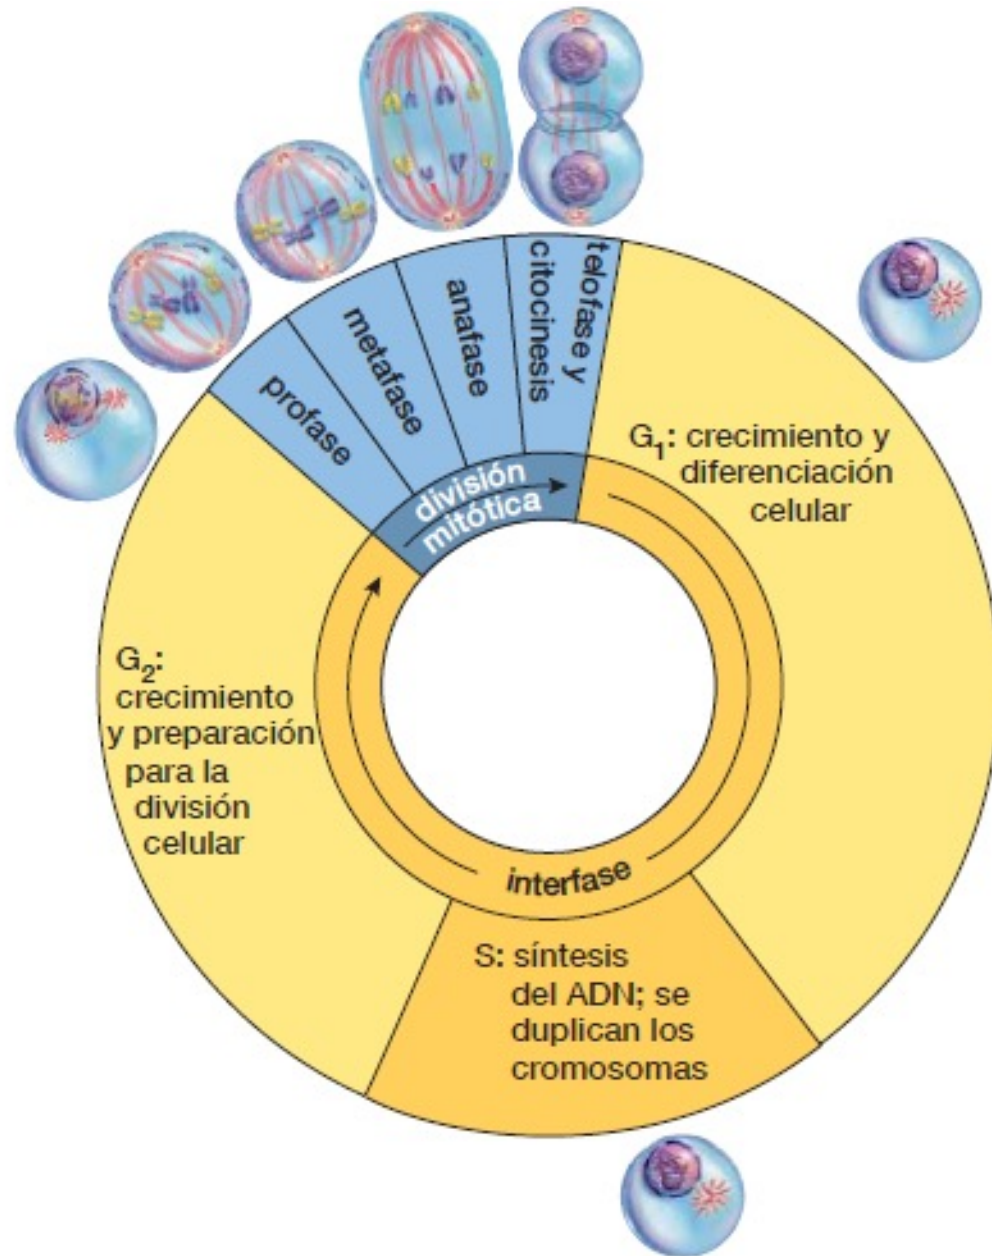 profase
metafase
anafase
telofase y
citocinesis
división
mitótica
G₁: crecimiento y
diferenciación
celular
G₂:
crecimiento
y preparación
para la
división
celular
interfase
S: síntesis
del ADN; se
duplican los
cromosomas